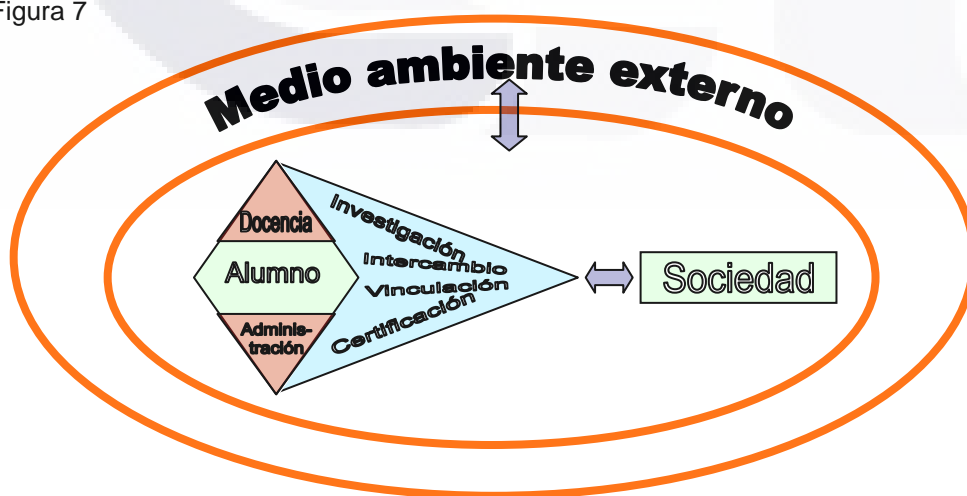 Figura 7
Medio ambiente externo
Docencia
Investigación
Alumno
Intercambio
Vinculación
Sociedad
Adminis-
tración
Certificación